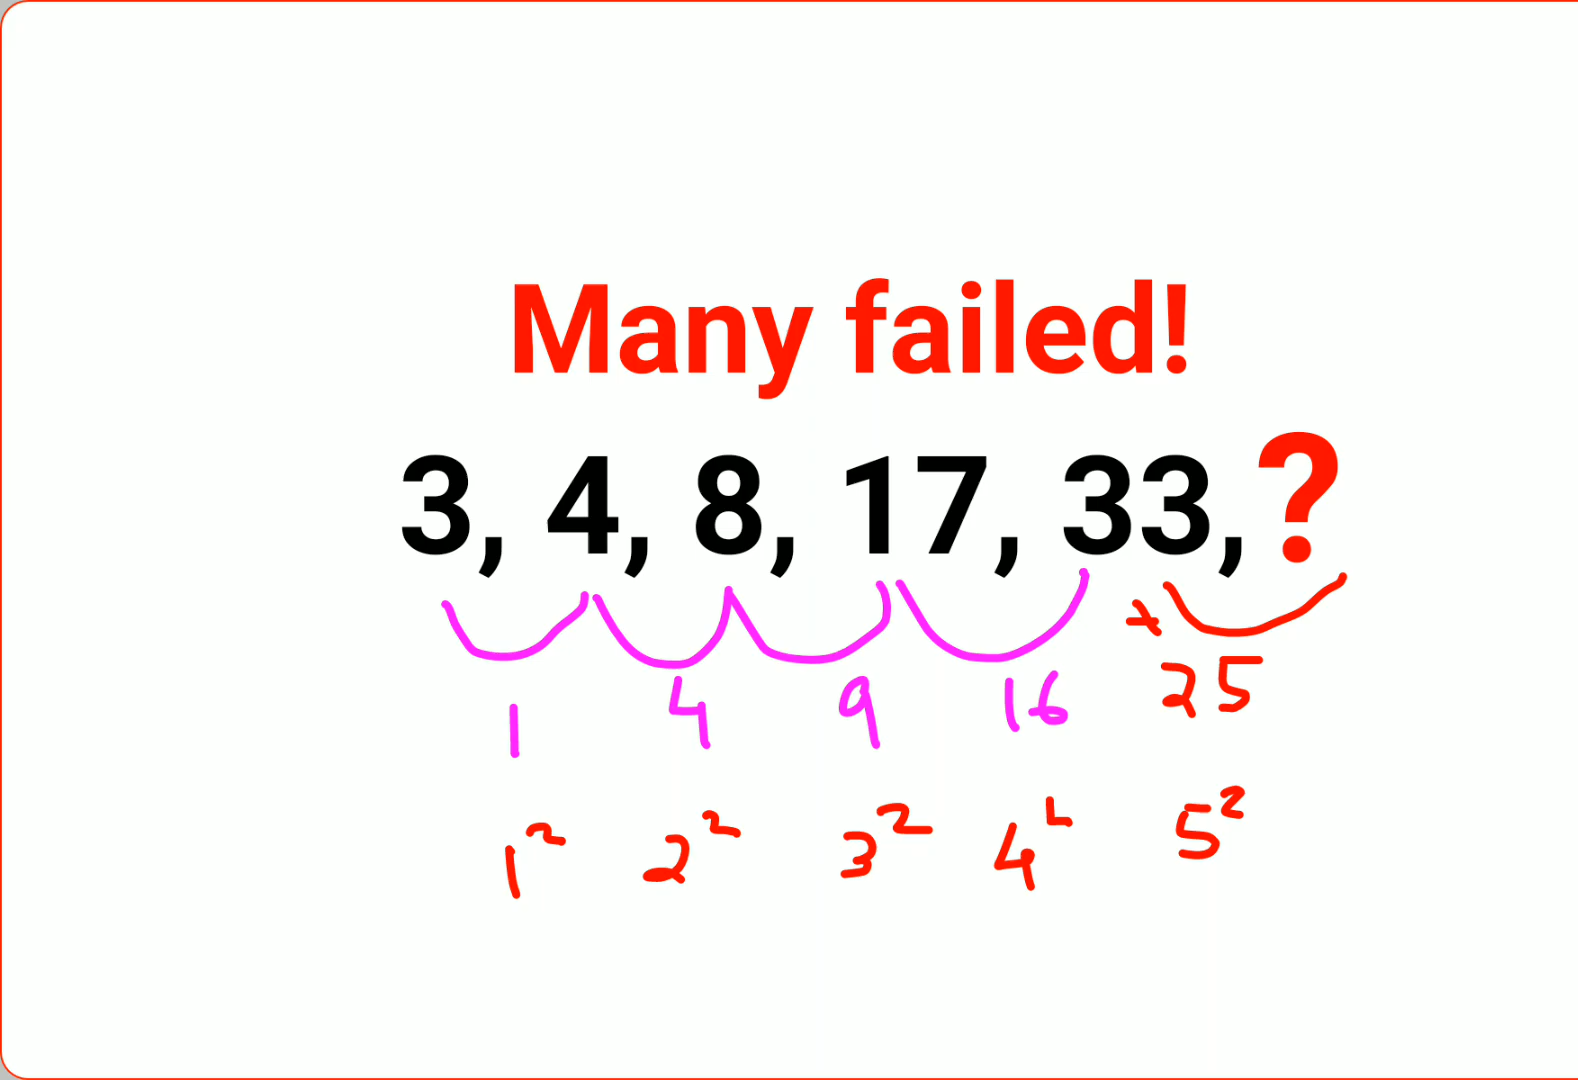 Many failed!
3, 4, 8, 17, 33, ?
1 4 9 16 +25
1² 2² 3² 4² 5²